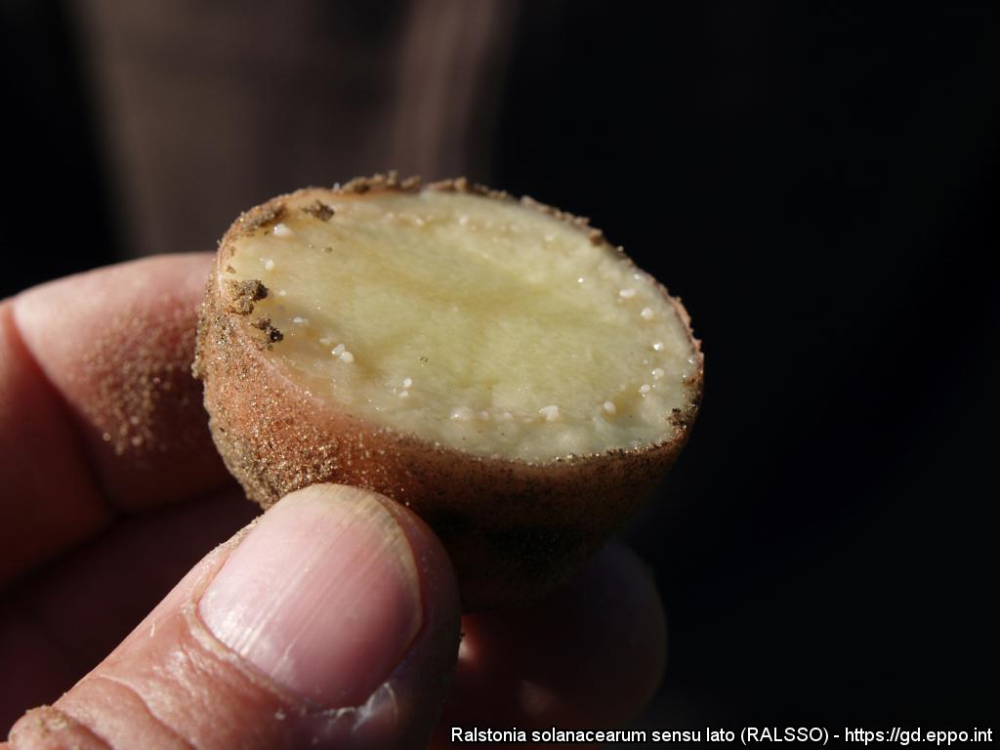 Ralstonia solanacearum sensu lato (RALSSO) - https://gd.eppo.int